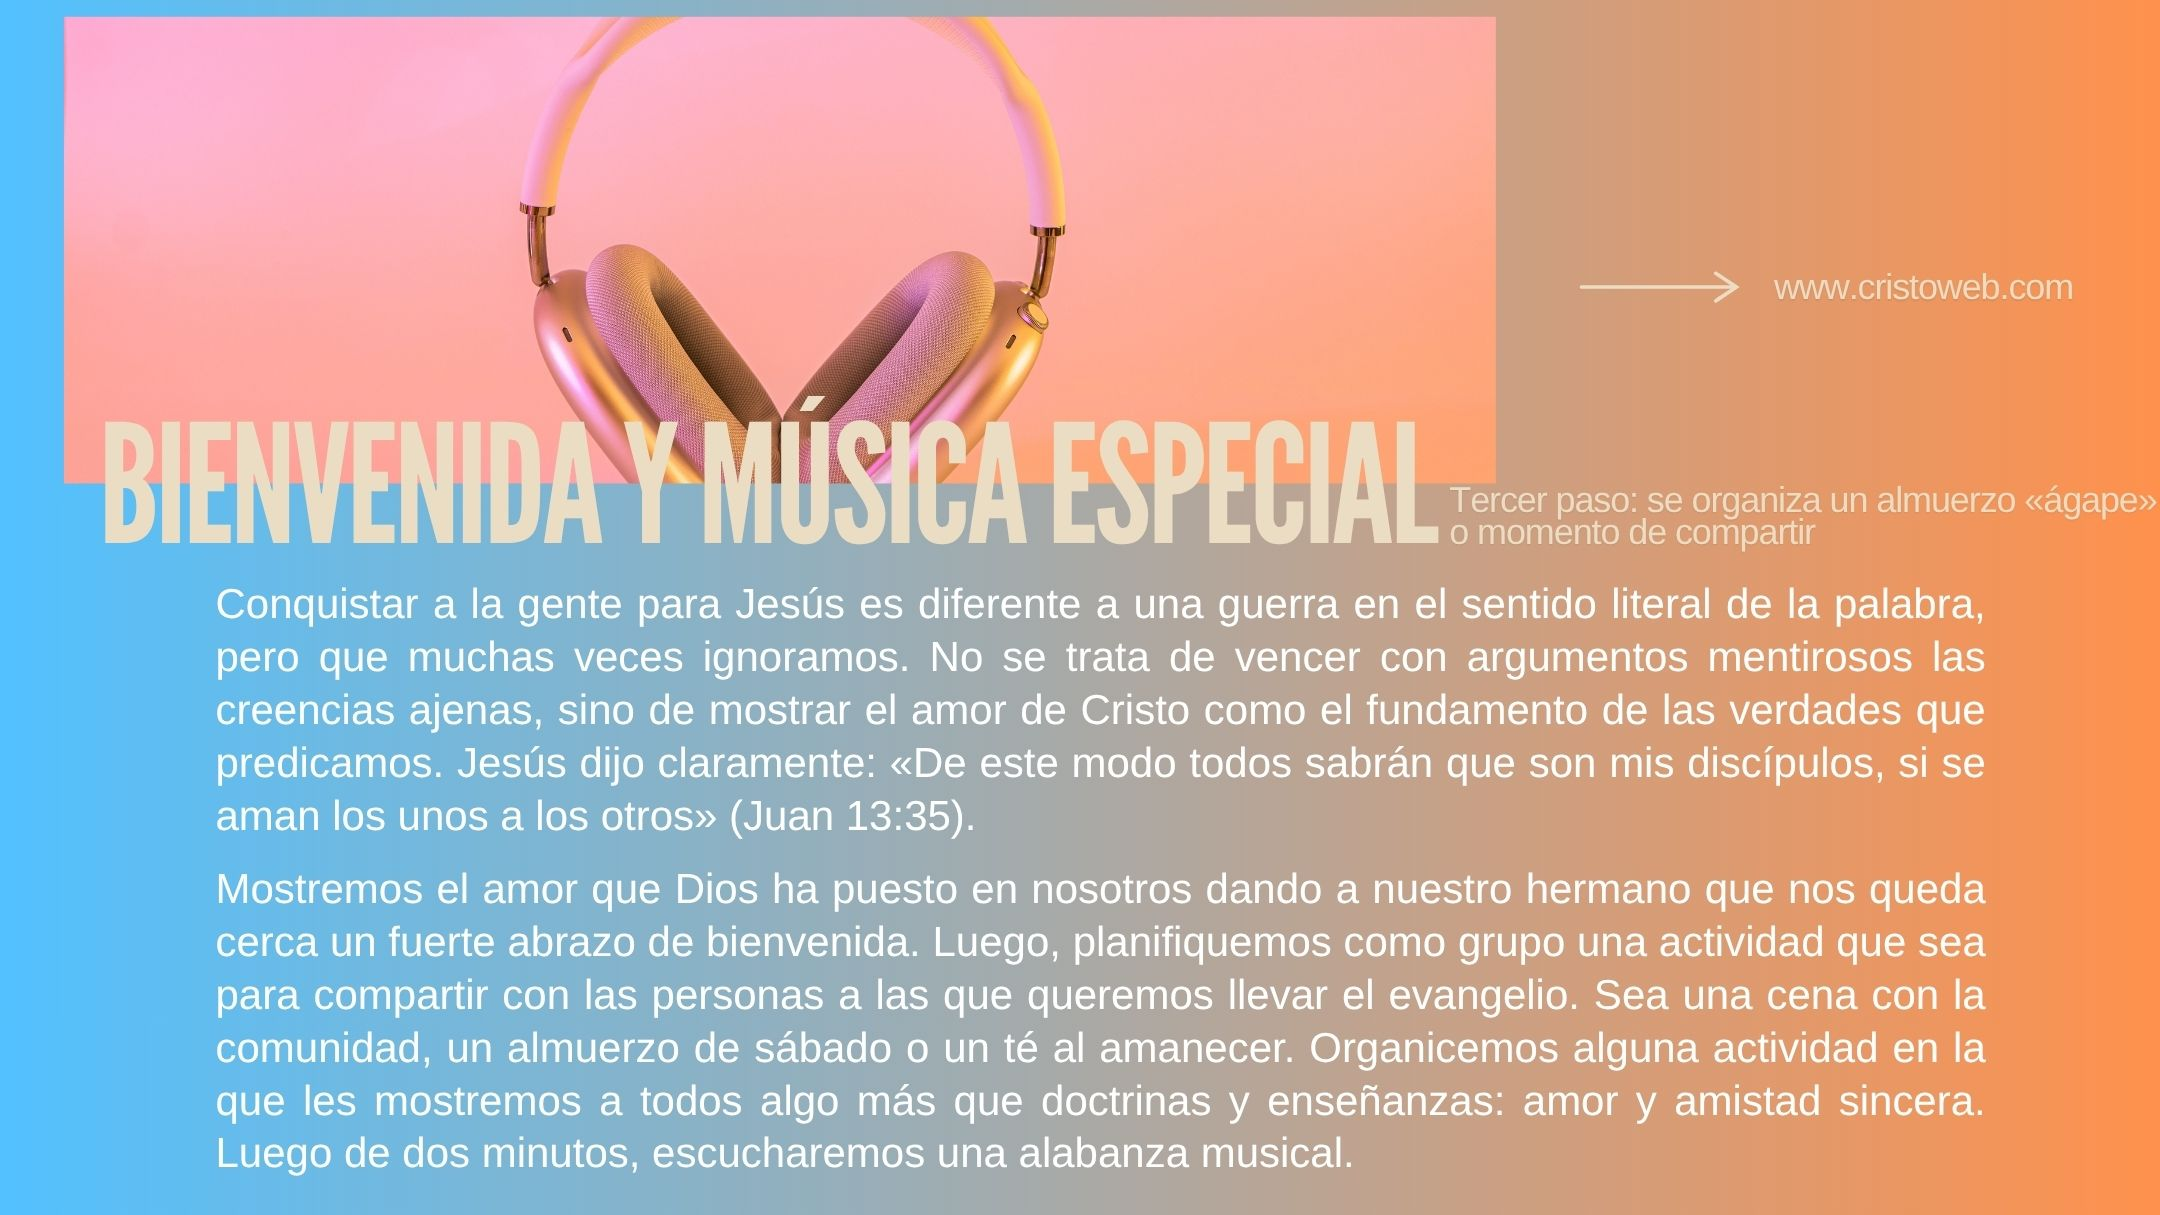 www.cristoweb.com
BIENVENIDA Y MÚSICA ESPECIAL
Tercer paso: se organiza un almuerzo «ágape»
o momento de compartir
Conquistar a la gente para Jesús es diferente a una guerra en el sentido literal de la palabra,
pero que muchas veces ignoramos. No se trata de vencer con argumentos mentirosos las
creencias ajenas, sino de mostrar el amor de Cristo como el fundamento de las verdades que
predicamos. Jesús dijo claramente: «De este modo todos sabrán que son mis discípulos, si se
aman los unos a los otros» (Juan 13:35).
Mostremos el amor que Dios ha puesto en nosotros dando a nuestro hermano que nos queda
cerca un fuerte abrazo de bienvenida. Luego, planifiquemos como grupo una actividad que sea
para compartir con las personas a las que queremos llevar el evangelio. Sea una cena con la
comunidad, un almuerzo de sábado o un té al amanecer. Organicemos alguna actividad en la
que les mostremos a todos algo más que doctrinas y enseñanzas: amor y amistad sincera.
Luego de dos minutos, escucharemos una alabanza musical.